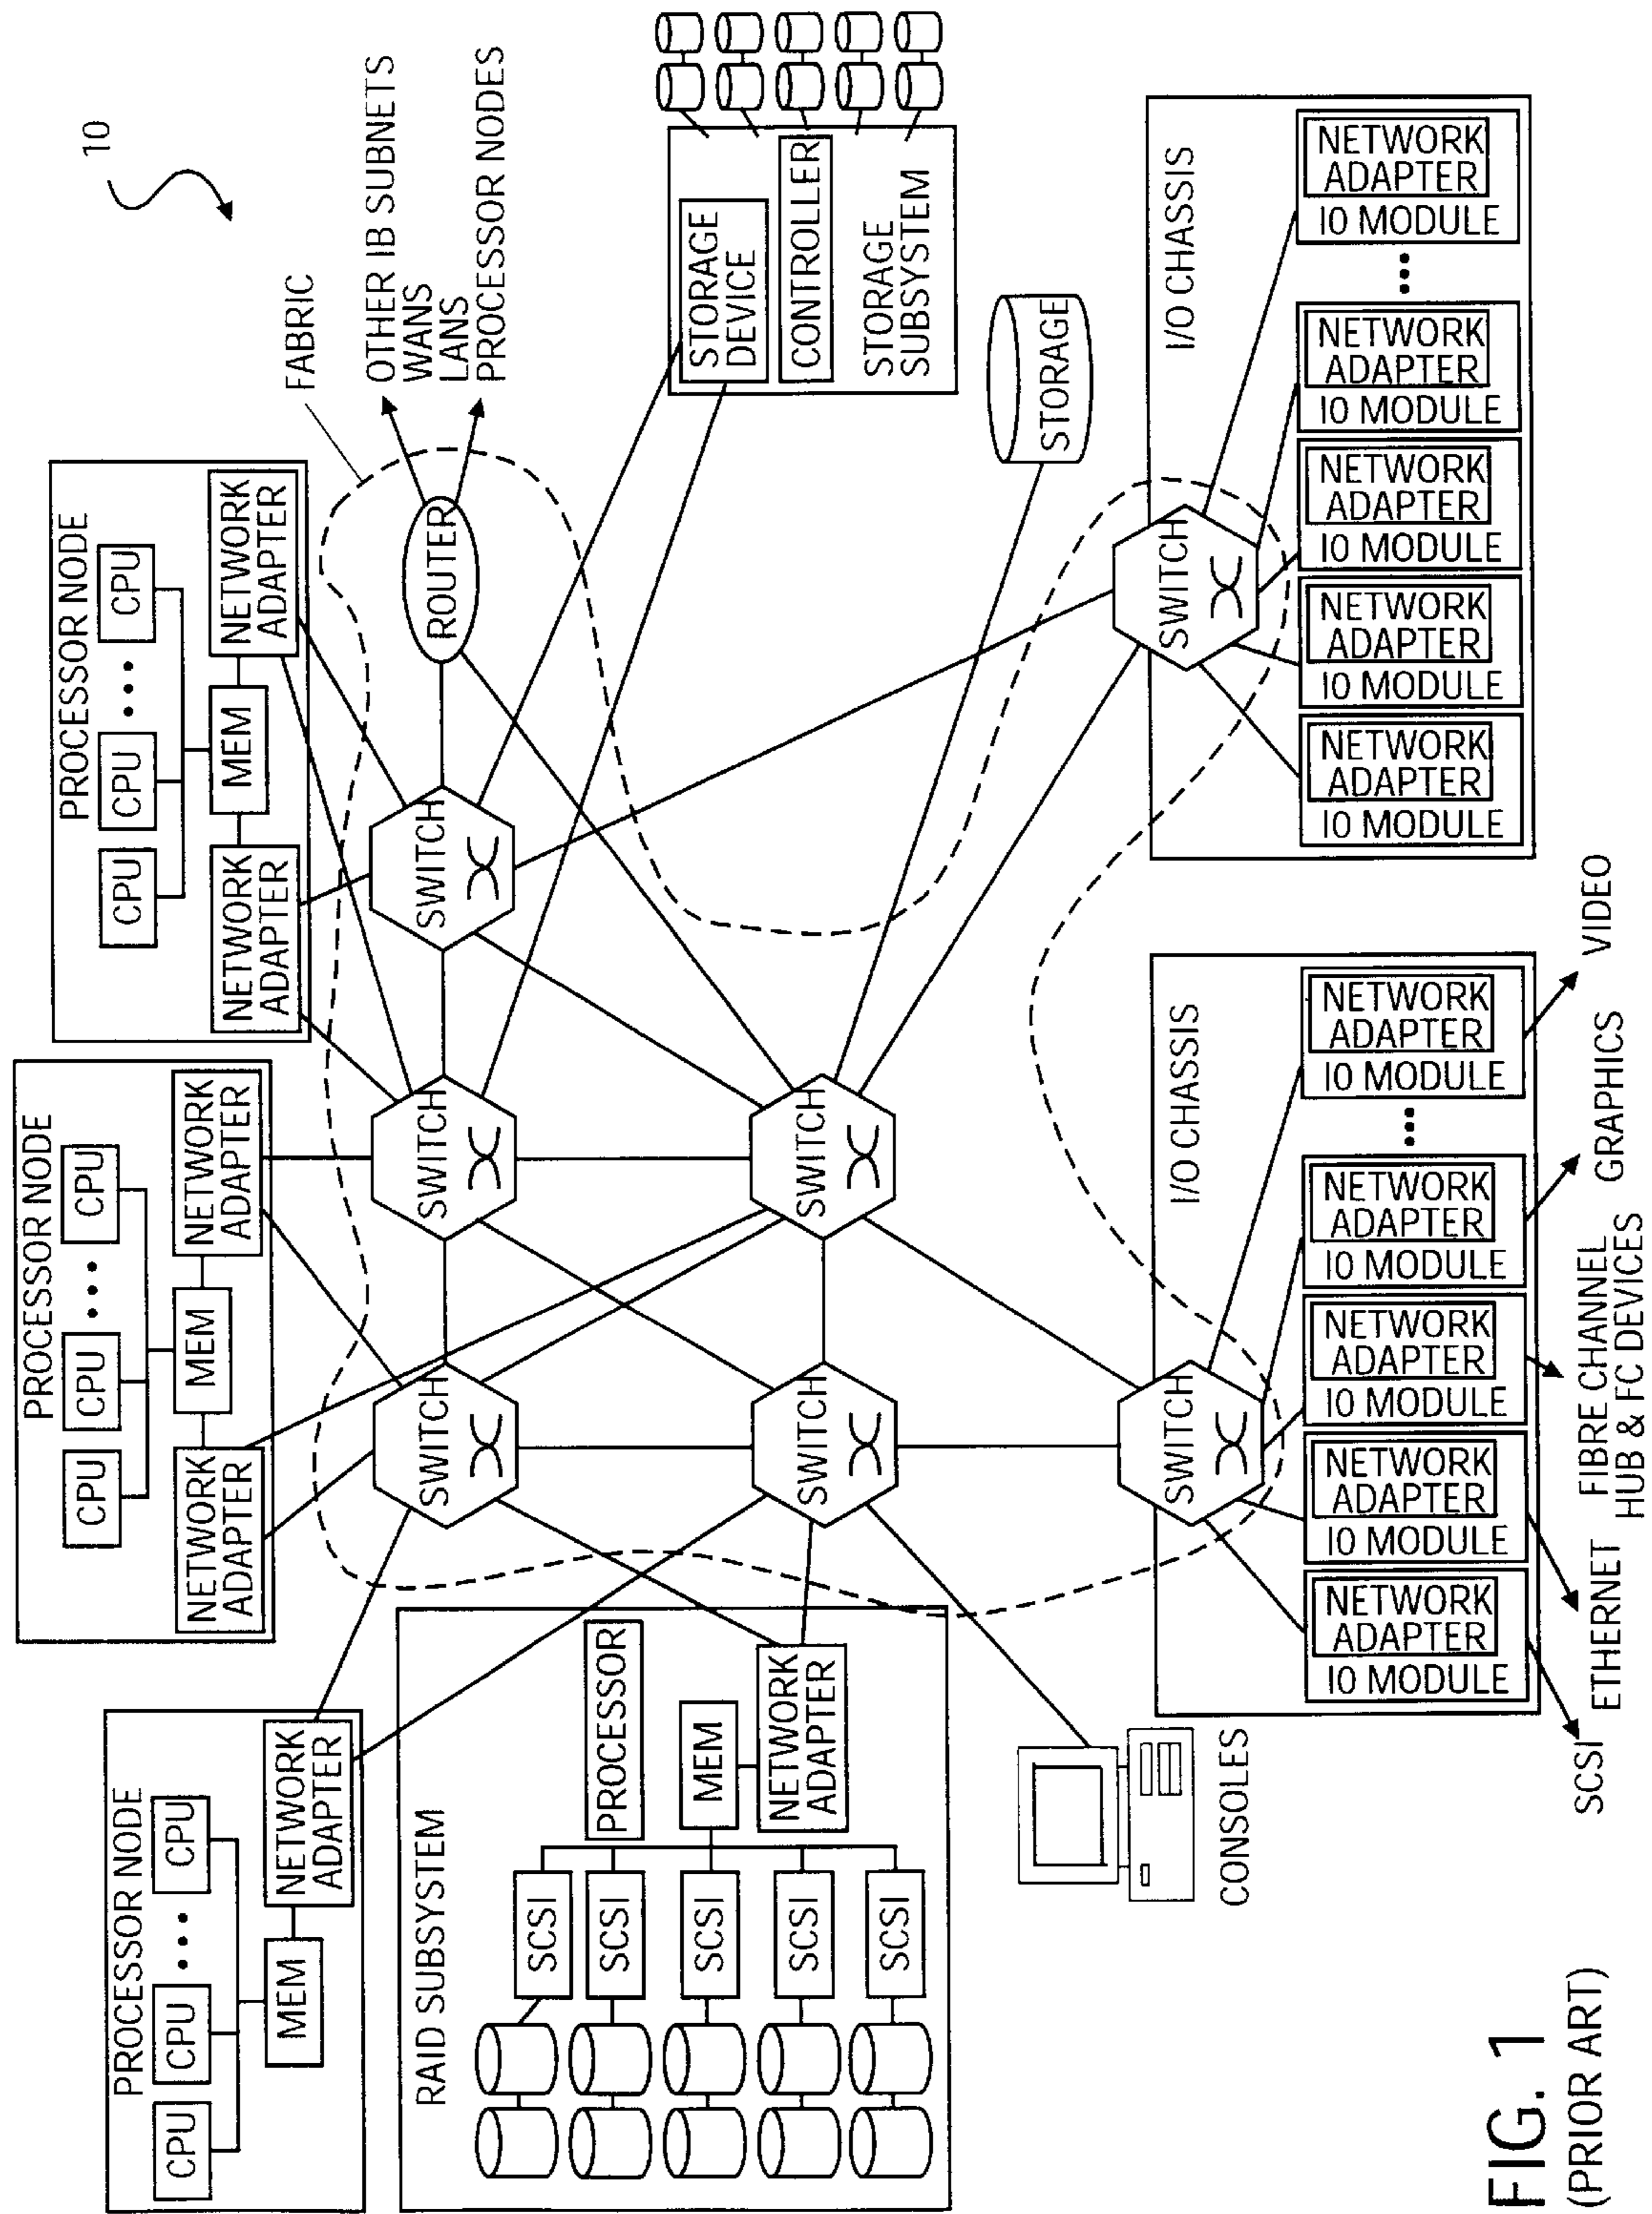 10
PROCESSOR NODE
CPU
CPU
CPU
MEM
NETWORK
ADAPTER
PROCESSOR NODE
CPU
CPU
CPU
NETWORK
ADAPTER
MEM
NETWORK
ADAPTER
PROCESSOR NODE
CPU
CPU
CPU
NETWORK
ADAPTER
MEM
NETWORK
ADAPTER
FABRIC
OTHER IB SUBNETS
WANS
LANS
PROCESSOR NODES
ROUTER
SWITCH
SWITCH
SWITCH
RAID SUBSYSTEM
SCSI
SCSI
SCSI
SCSI
SCSI
PROCESSOR
MEM
NETWORK
ADAPTER
SWITCH
SWITCH
STORAGE
DEVICE
CONTROLLER
STORAGE
SUBSYSTEM
STORAGE
CONSOLES
I/O CHASSIS
SWITCH
NETWORK
ADAPTER
IO MODULE
NETWORK
ADAPTER
IO MODULE
NETWORK
ADAPTER
IO MODULE
NETWORK
ADAPTER
IO MODULE
NETWORK
ADAPTER
IO MODULE
SCSI
ETHERNET
FIBRE CHANNEL
HUB & FC DEVICES
GRAPHICS
VIDEO
I/O CHASSIS
SWITCH
NETWORK
ADAPTER
IO MODULE
NETWORK
ADAPTER
IO MODULE
NETWORK
ADAPTER
IO MODULE
NETWORK
ADAPTER
IO MODULE
NETWORK
ADAPTER
IO MODULE
FIG. 1
(PRIOR ART)